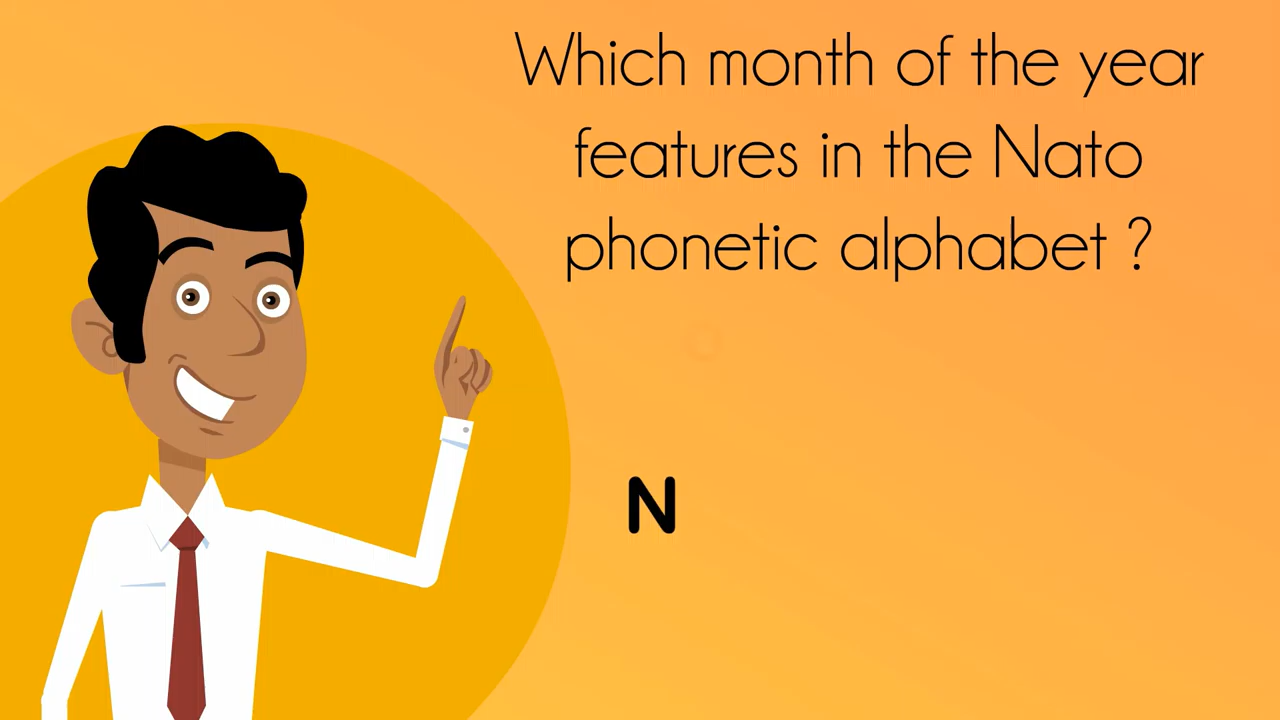 Which month of the year
features in the Nato
phonetic alphabet ?
N